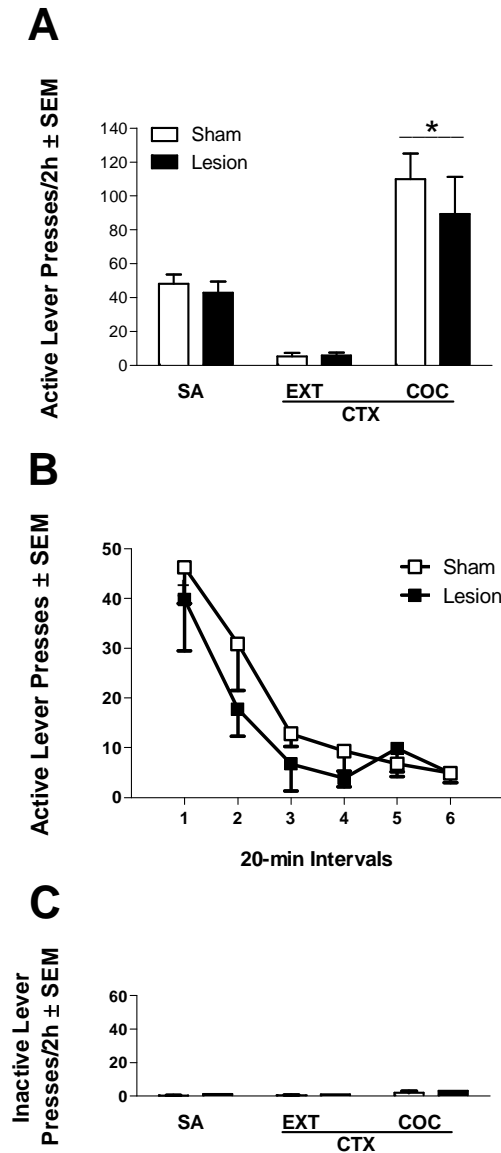 A
Active Lever Presses/2h ± SEM
140
120
100
80
60
40
20
0
Sham
Lesion
*
SA
EXT
COC
CTX
B
Active Lever Presses ± SEM
50
40
30
20
10
0
Sham
Lesion
1 2 3 4 5 6
20-min Intervals
C
Inactive Lever
Presses/2h ± SEM
60
40
20
0
SA
EXT
COC
CTX